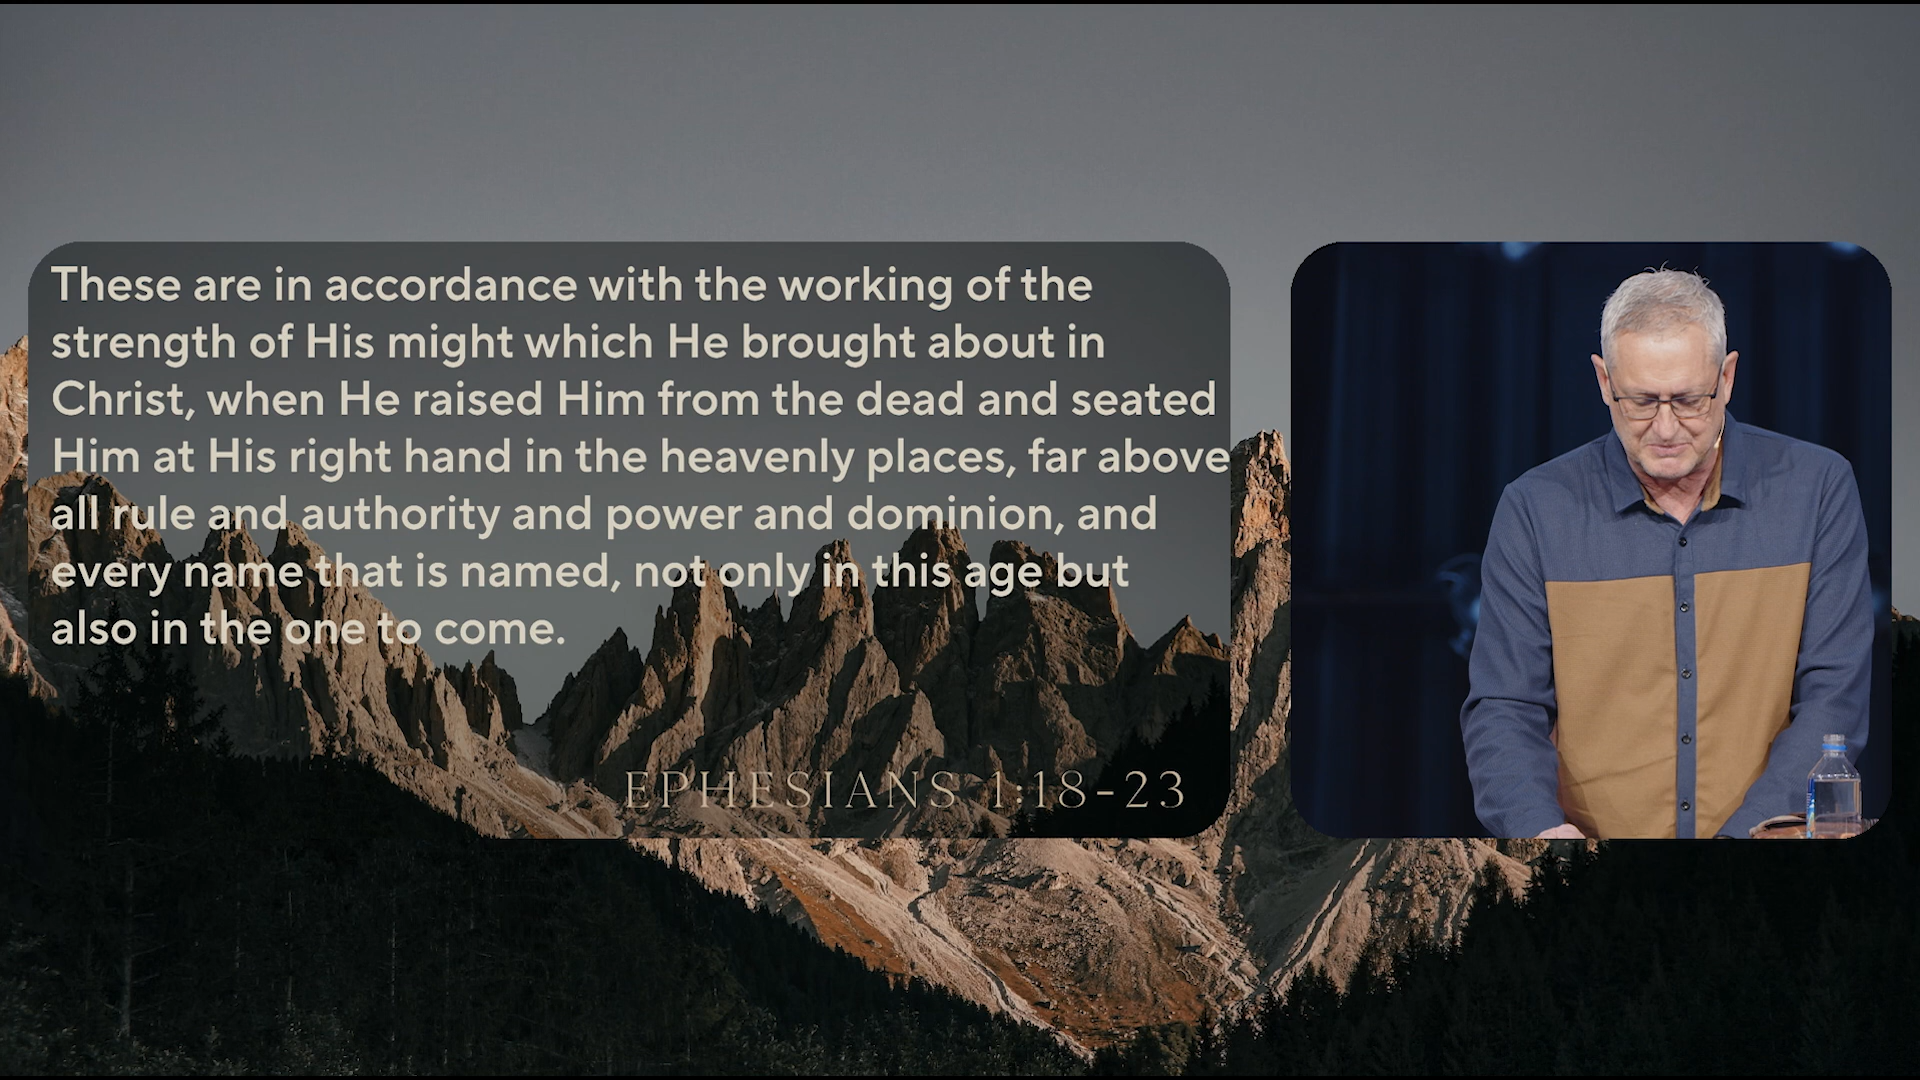 These are in accordance with the working of the
strength of His might which He brought about in
Christ, when He raised Him from the dead and seated
Him at His right hand in the heavenly places, far above
all rule and authority and power and dominion, and
every name that is named, not only in this age but
also in the one to come.
EPHESIANS 1:18-23